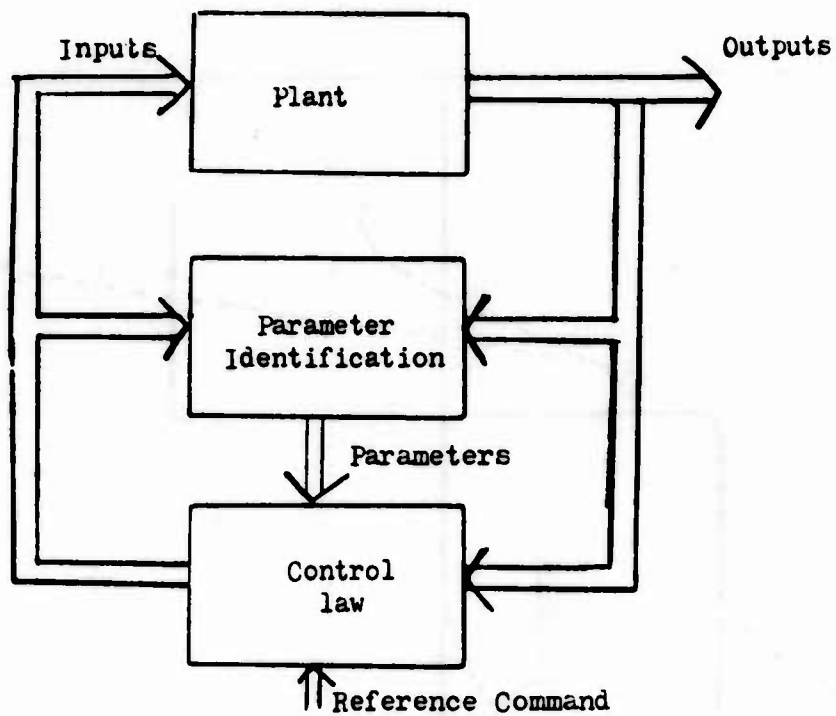 Inputs
Outputs
Plant
Parameter
Identification
Parameters
Control
law
Reference Command